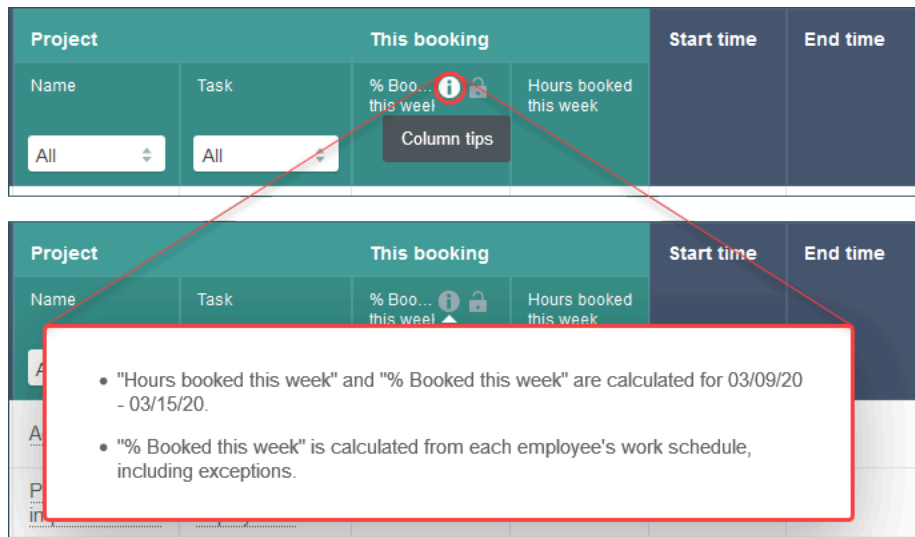 Project This booking Start time End time
Name Task % Boo... Hours booked
this week this week
Column tips
All All
Project This booking Start time End time
Name Task % Boo... Hours booked
this week this week
A
• "Hours booked this week" and "% Booked this week" are calculated for 03/09/20
- 03/15/20.
• "% Booked this week" is calculated from each employee's work schedule,
including exceptions.
A
P
in